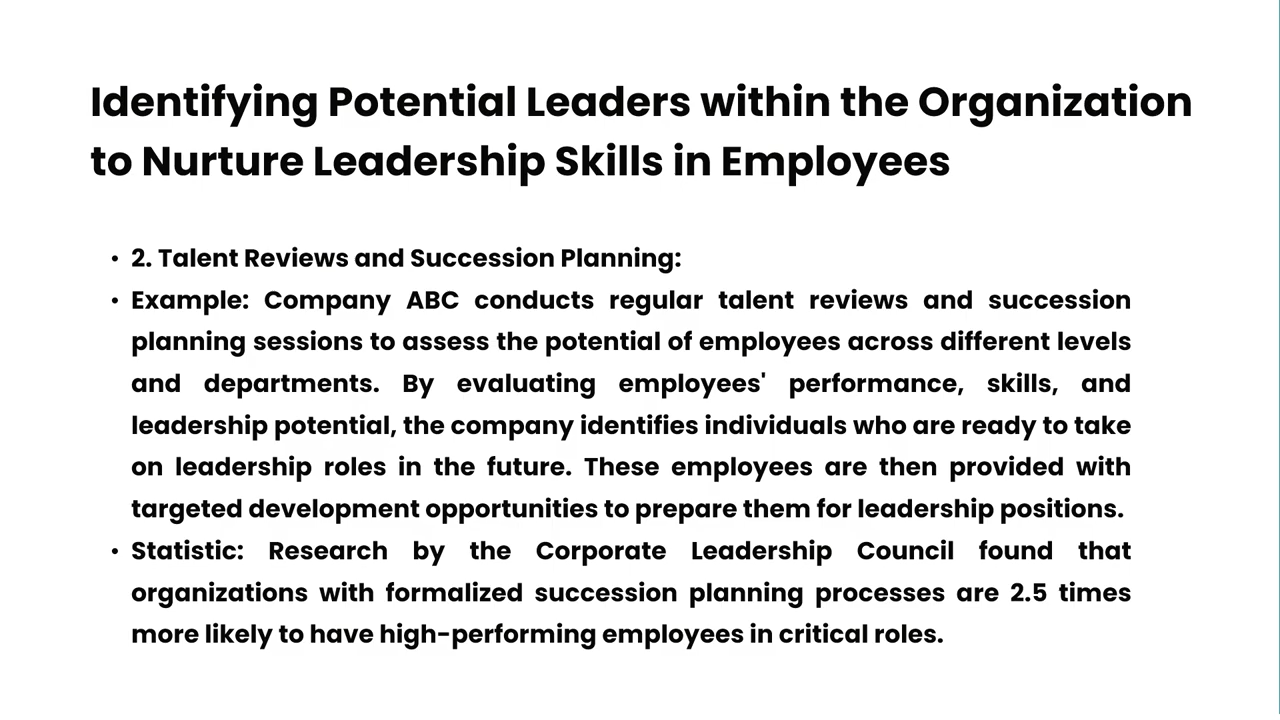 Identifying Potential Leaders within the Organization
to Nurture Leadership Skills in Employees
• 2. Talent Reviews and Succession Planning:
• Example: Company ABC conducts regular talent reviews and succession
planning sessions to assess the potential of employees across different levels
and departments. By evaluating employees' performance, skills, and
leadership potential, the company identifies individuals who are ready to take
on leadership roles in the future. These employees are then provided with
targeted development opportunities to prepare them for leadership positions.
• Statistic: Research by the Corporate Leadership Council found that
organizations with formalized succession planning processes are 2.5 times
more likely to have high-performing employees in critical roles.